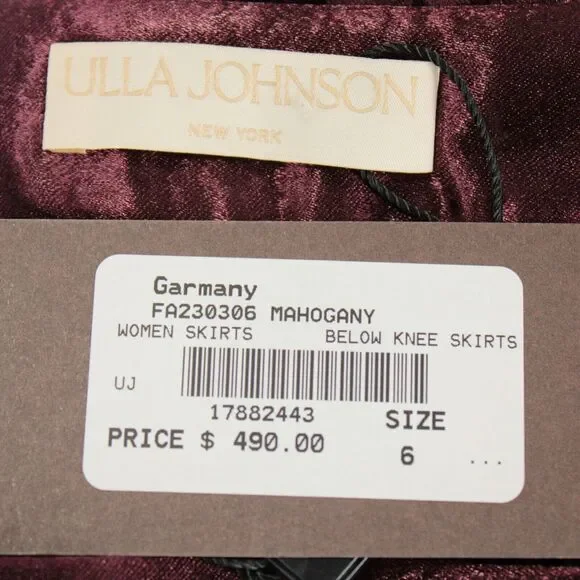 ULLA JOHNSON
NEW YORK
Garmany
FA230306 MAHOGANY
WOMEN SKIRTS BELOW KNEE SKIRTS
UJ
17882443
SIZE
PRICE $ 490.00
6 ...